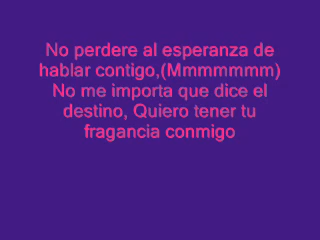 No perdere al esperanza de
hablar contigo,(Mmmmmmm)
No me importa que dice el
destino, Quiero tener tu
fragancia conmigo